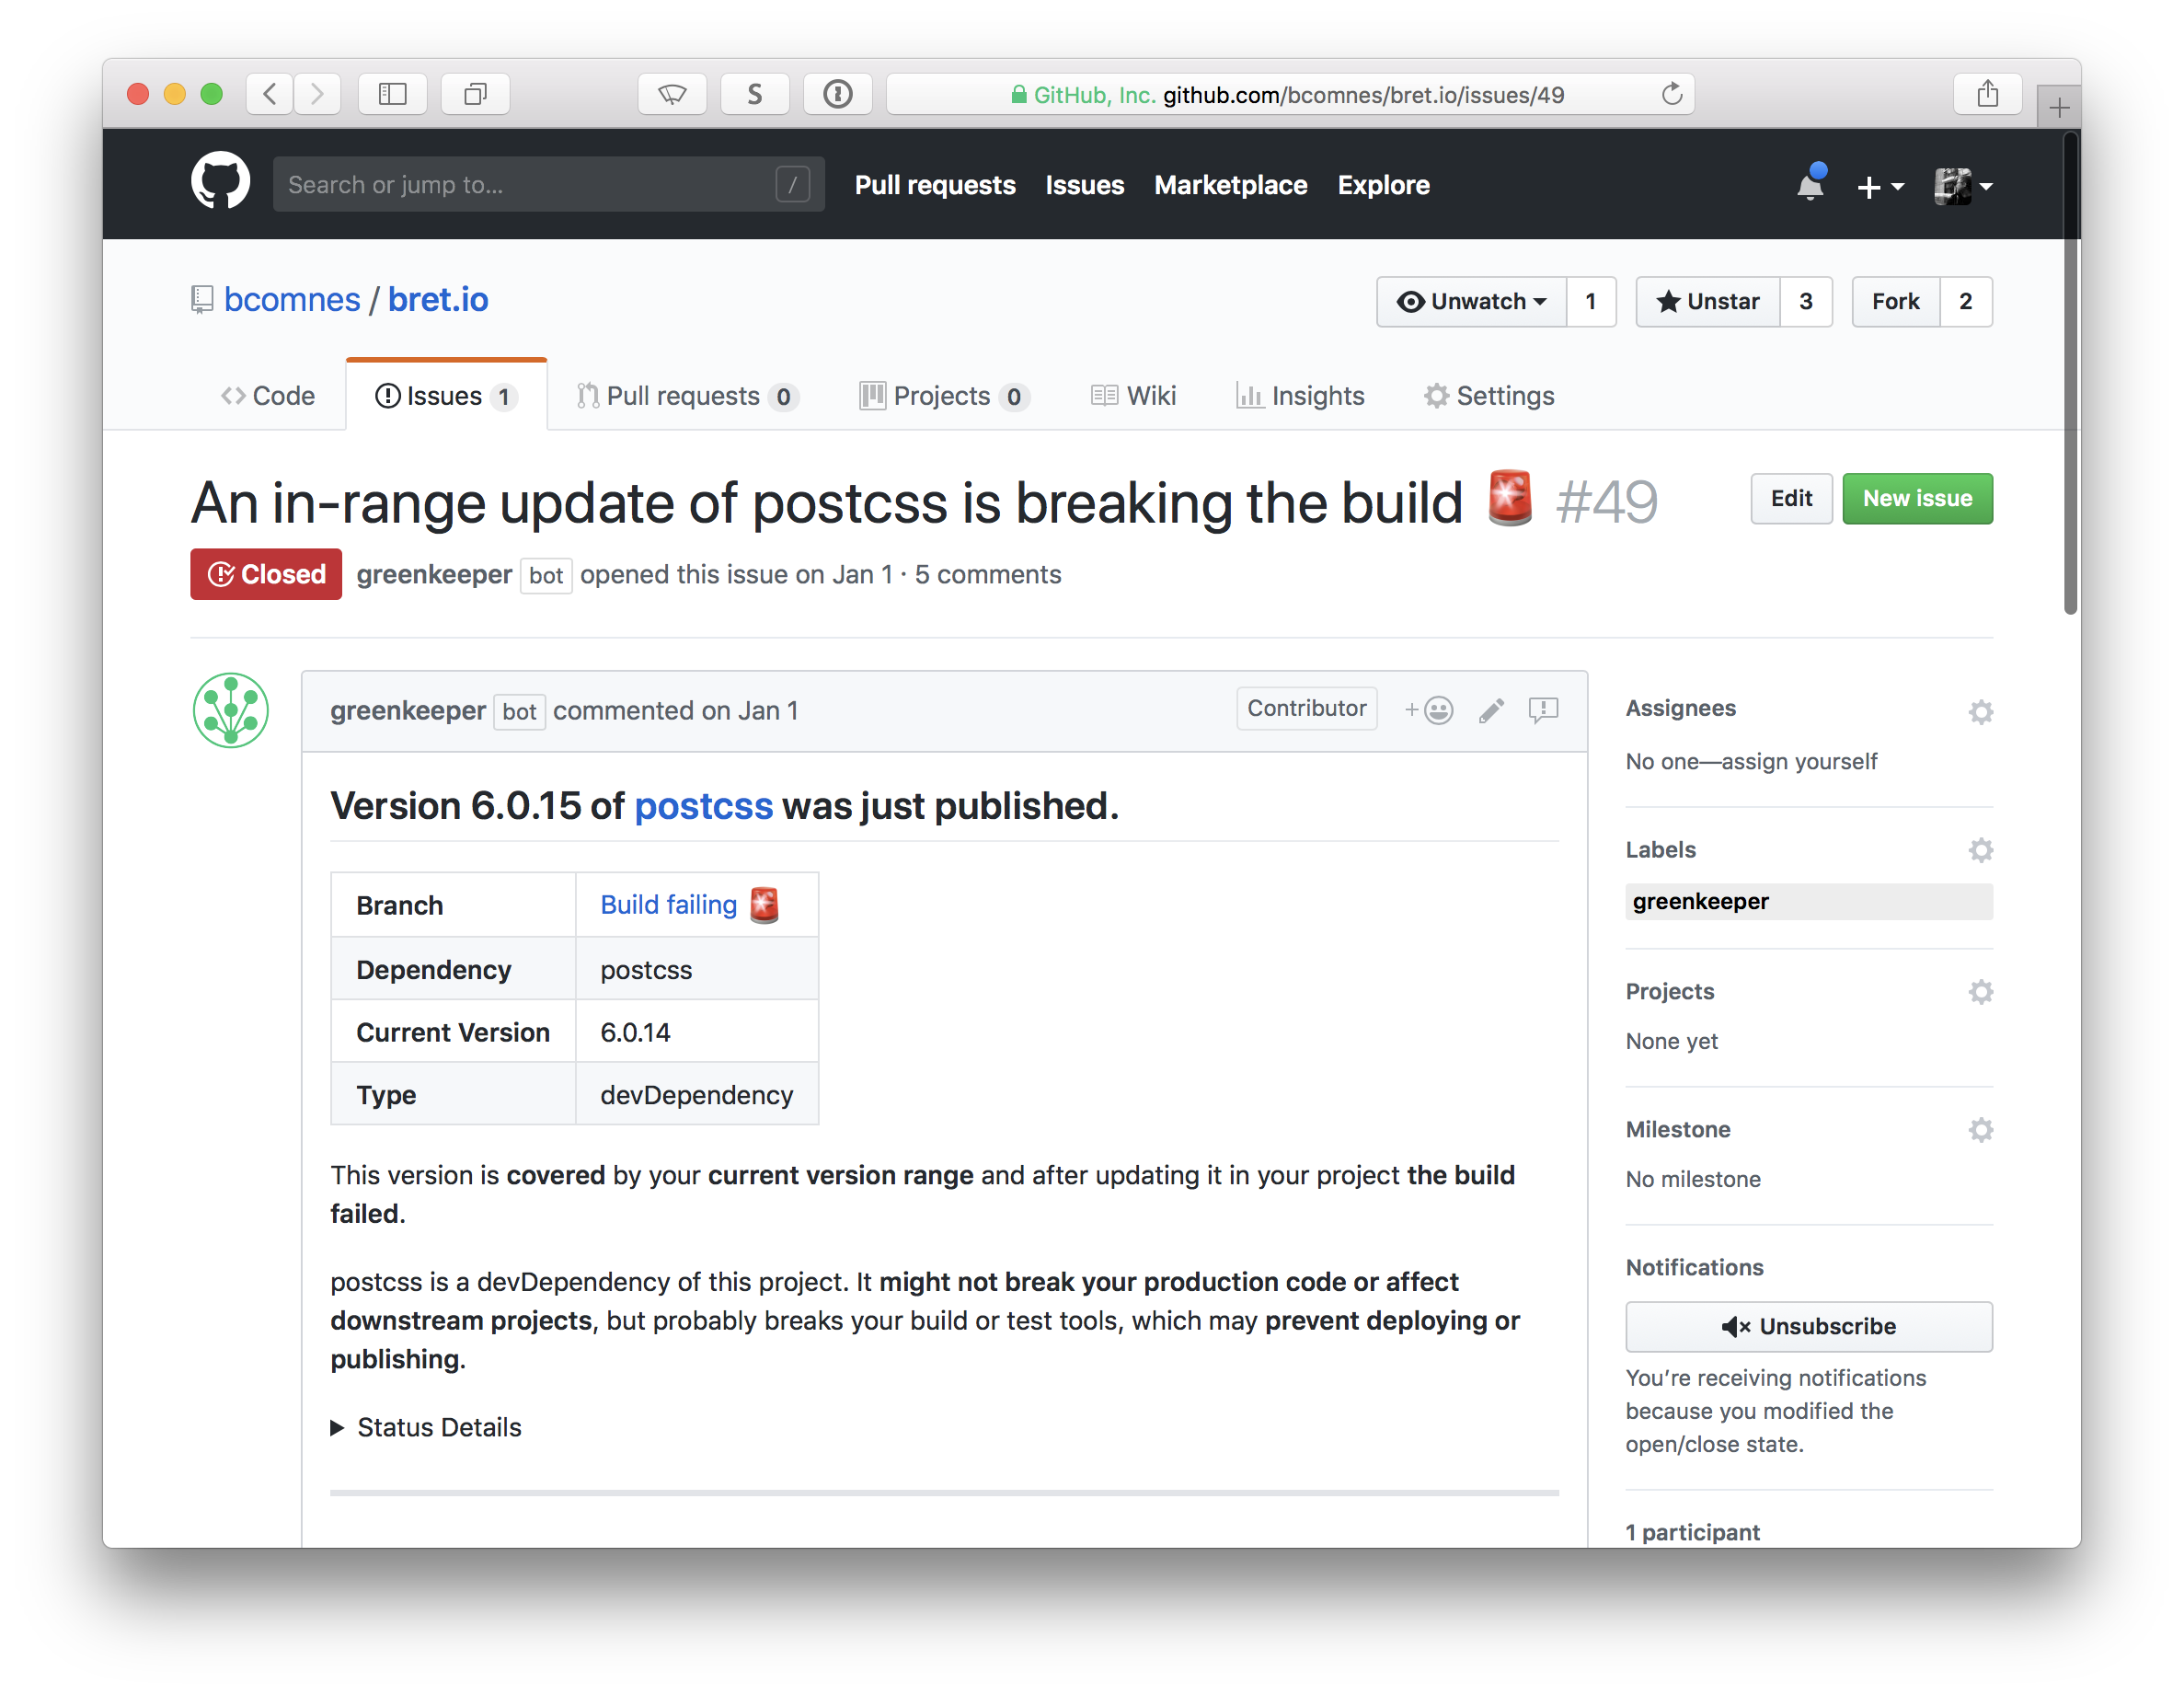 S
GitHub, Inc. github.com/bcomnes/bret.io/issues/49
Search or jump to... /
Pull requests Issues Marketplace Explore
bcomnes / bret.io
Unwatch 1 Unstar 3 Fork 2
Code Issues 1 Pull requests 0 Projects 0 Wiki Insights Settings
An in-range update of postcss is breaking the build 🚨 #49
Edit New issue
Closed greenkeeper bot opened this issue on Jan 1 · 5 comments
greenkeeper bot commented on Jan 1
Contributor
Version 6.0.15 of postcss was just published.
Branch Build failing 🚨
Dependency postcss
Current Version 6.0.14
Type devDependency
This version is covered by your current version range and after updating it in your project the build
failed.
postcss is a devDependency of this project. It might not break your production code or affect
downstream projects, but probably breaks your build or test tools, which may prevent deploying or
publishing.
Status Details
Assignees
No one—assign yourself
Labels
greenkeeper
Projects
None yet
Milestone
No milestone
Notifications
Unsubscribe
You’re receiving notifications
because you modified the
open/close state.
1 participant